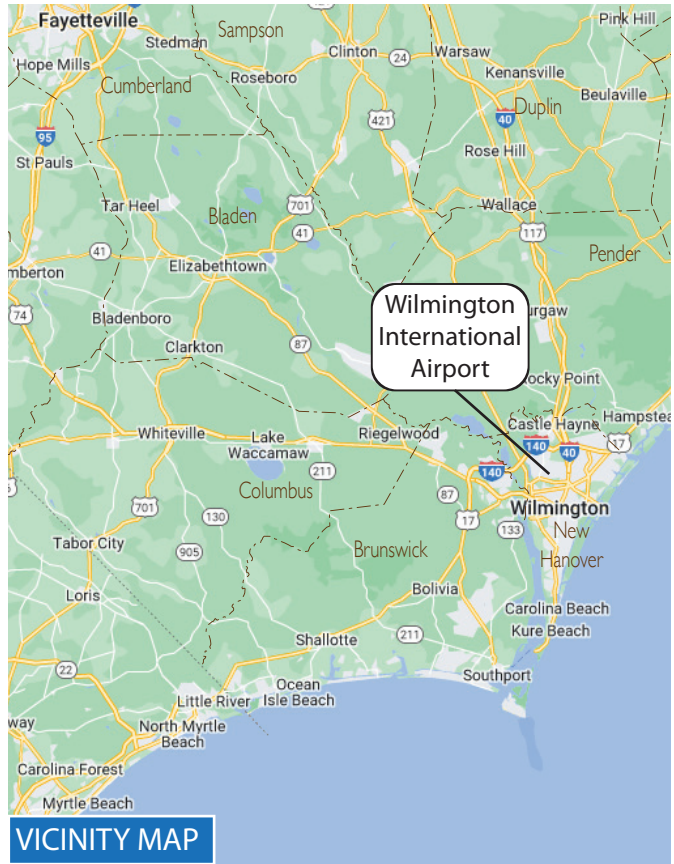 Fayetteville
Sampson
Pink Hill
Stedman
Clinton
24
Warsaw
Hope Mills
Roseboro
Kenansville
Cumberland
Beulaville
421
40
Duplin
95
Rose Hill
St Pauls
Tar Heel
701
Wallace
Bladen
41
117
41
Pender
mberton
Elizabethtown
Wilmington
International
Airport
74
Bladenboro
urgaw
87
Clarkton
Rocky Point
Castle Hayne
Hampstea
Whiteville
Lake
Waccamaw
Riegelwood
140
40
17
211
140
Columbus
87
701
130
17
133
Wilmington
New
Hanover
Tabor City
905
Brunswick
Loris
Bolivia
Carolina Beach
Kure Beach
Shallotte
211
22
Southport
Ocean
Isle Beach
Little River
way
North Myrtle
Beach
Carolina Forest
Myrtle Beach
VICINITY MAP